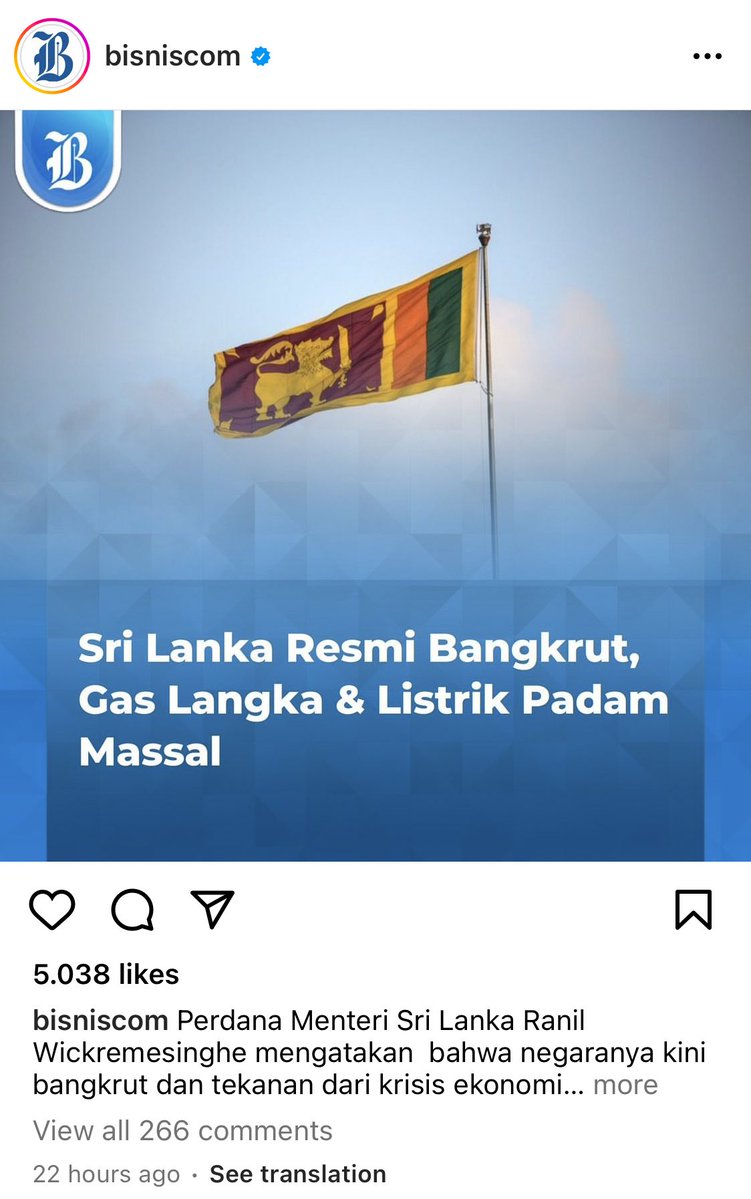 B
bisniscom
B
Sri Lanka Resmi Bangkrut,
Gas Langka & Listrik Padam
Massal
5.038 likes
bisniscom Perdana Menteri Sri Lanka Ranil
Wickremesinghe mengatakan  bahwa negaranya kini
bangkrut dan tekanan dari krisis ekonomi... more
View all 266 comments
22 hours ago · See translation